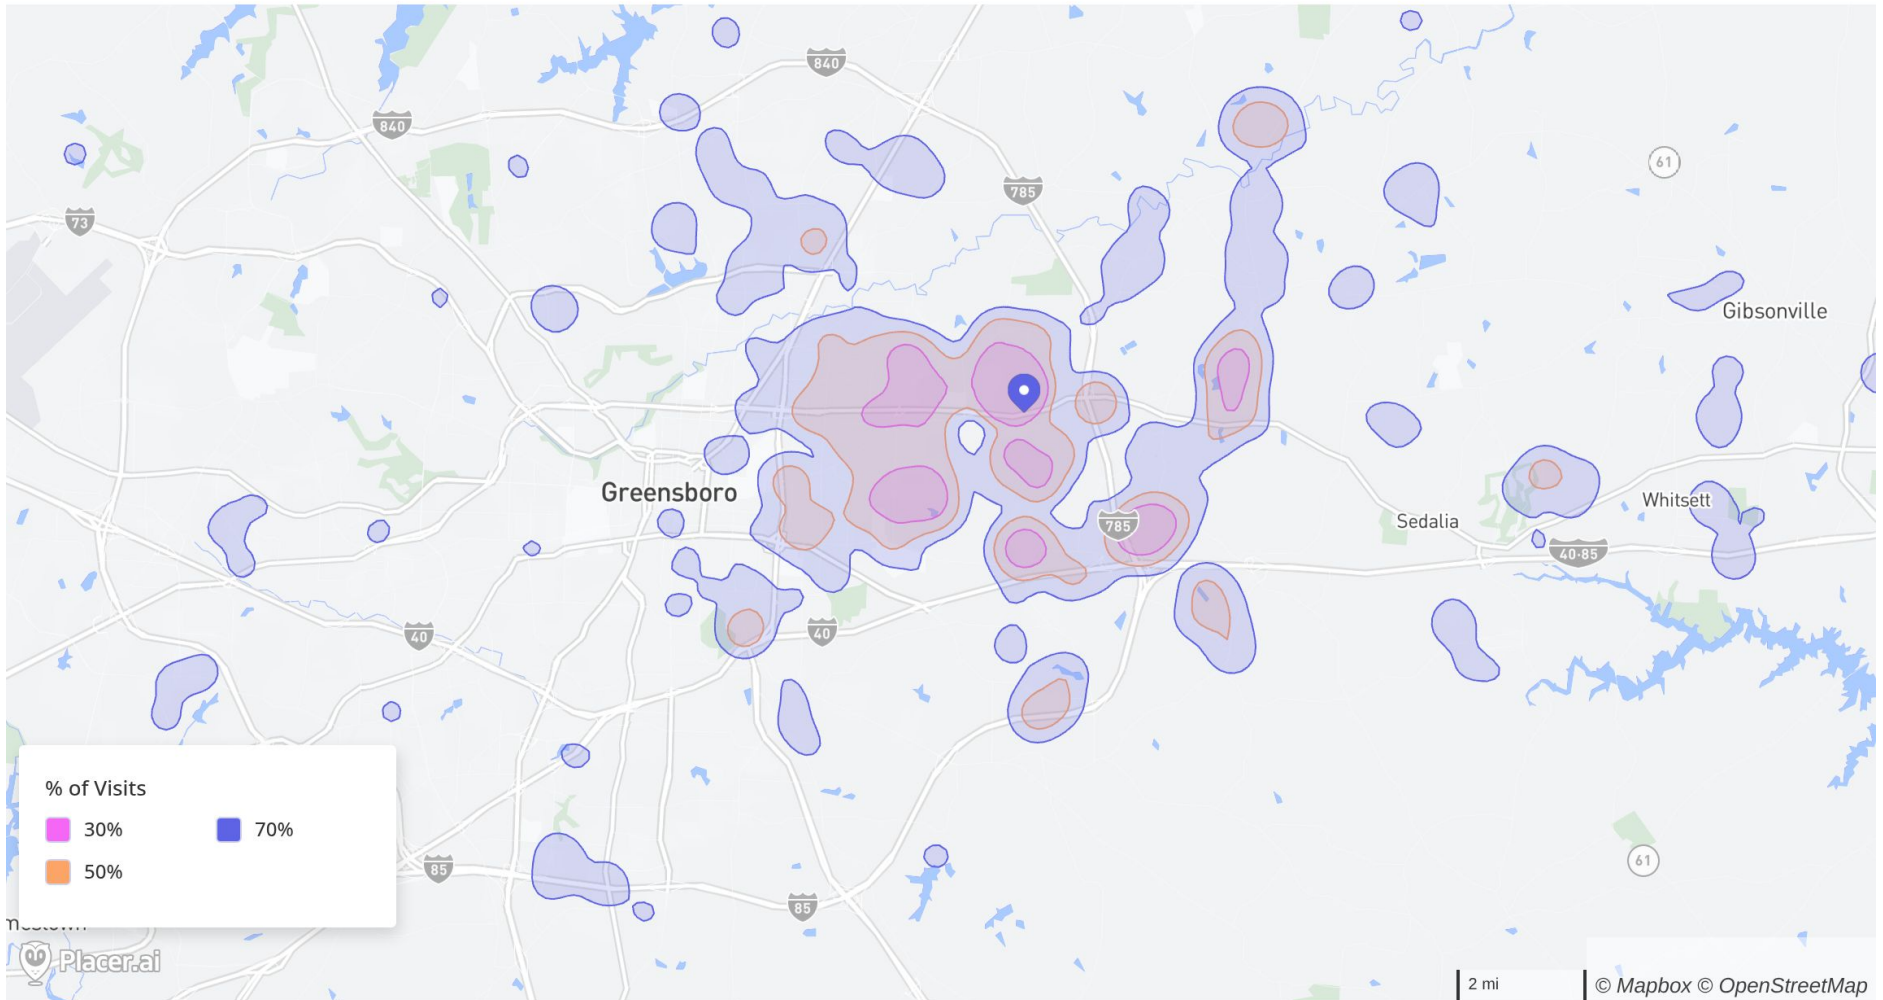 840
840
61
785
73
Gibsonville
Greensboro
Whitsett
Sedalia
785
40-85
40
40
% of Visits
30%
70%
50%
61
85
85
Placer.ai
2 mi
© Mapbox © OpenStreetMap